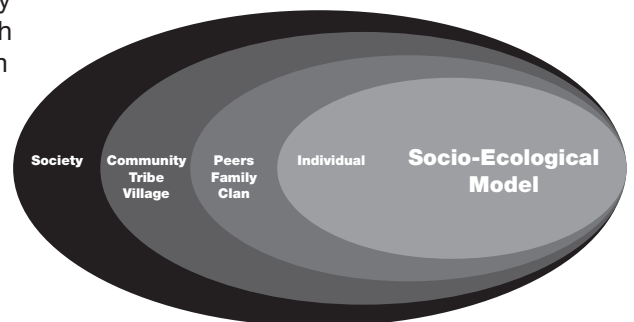 Society
Community
Tribe
Village
Peers
Family
Clan
Individual
Socio-Ecological
Model